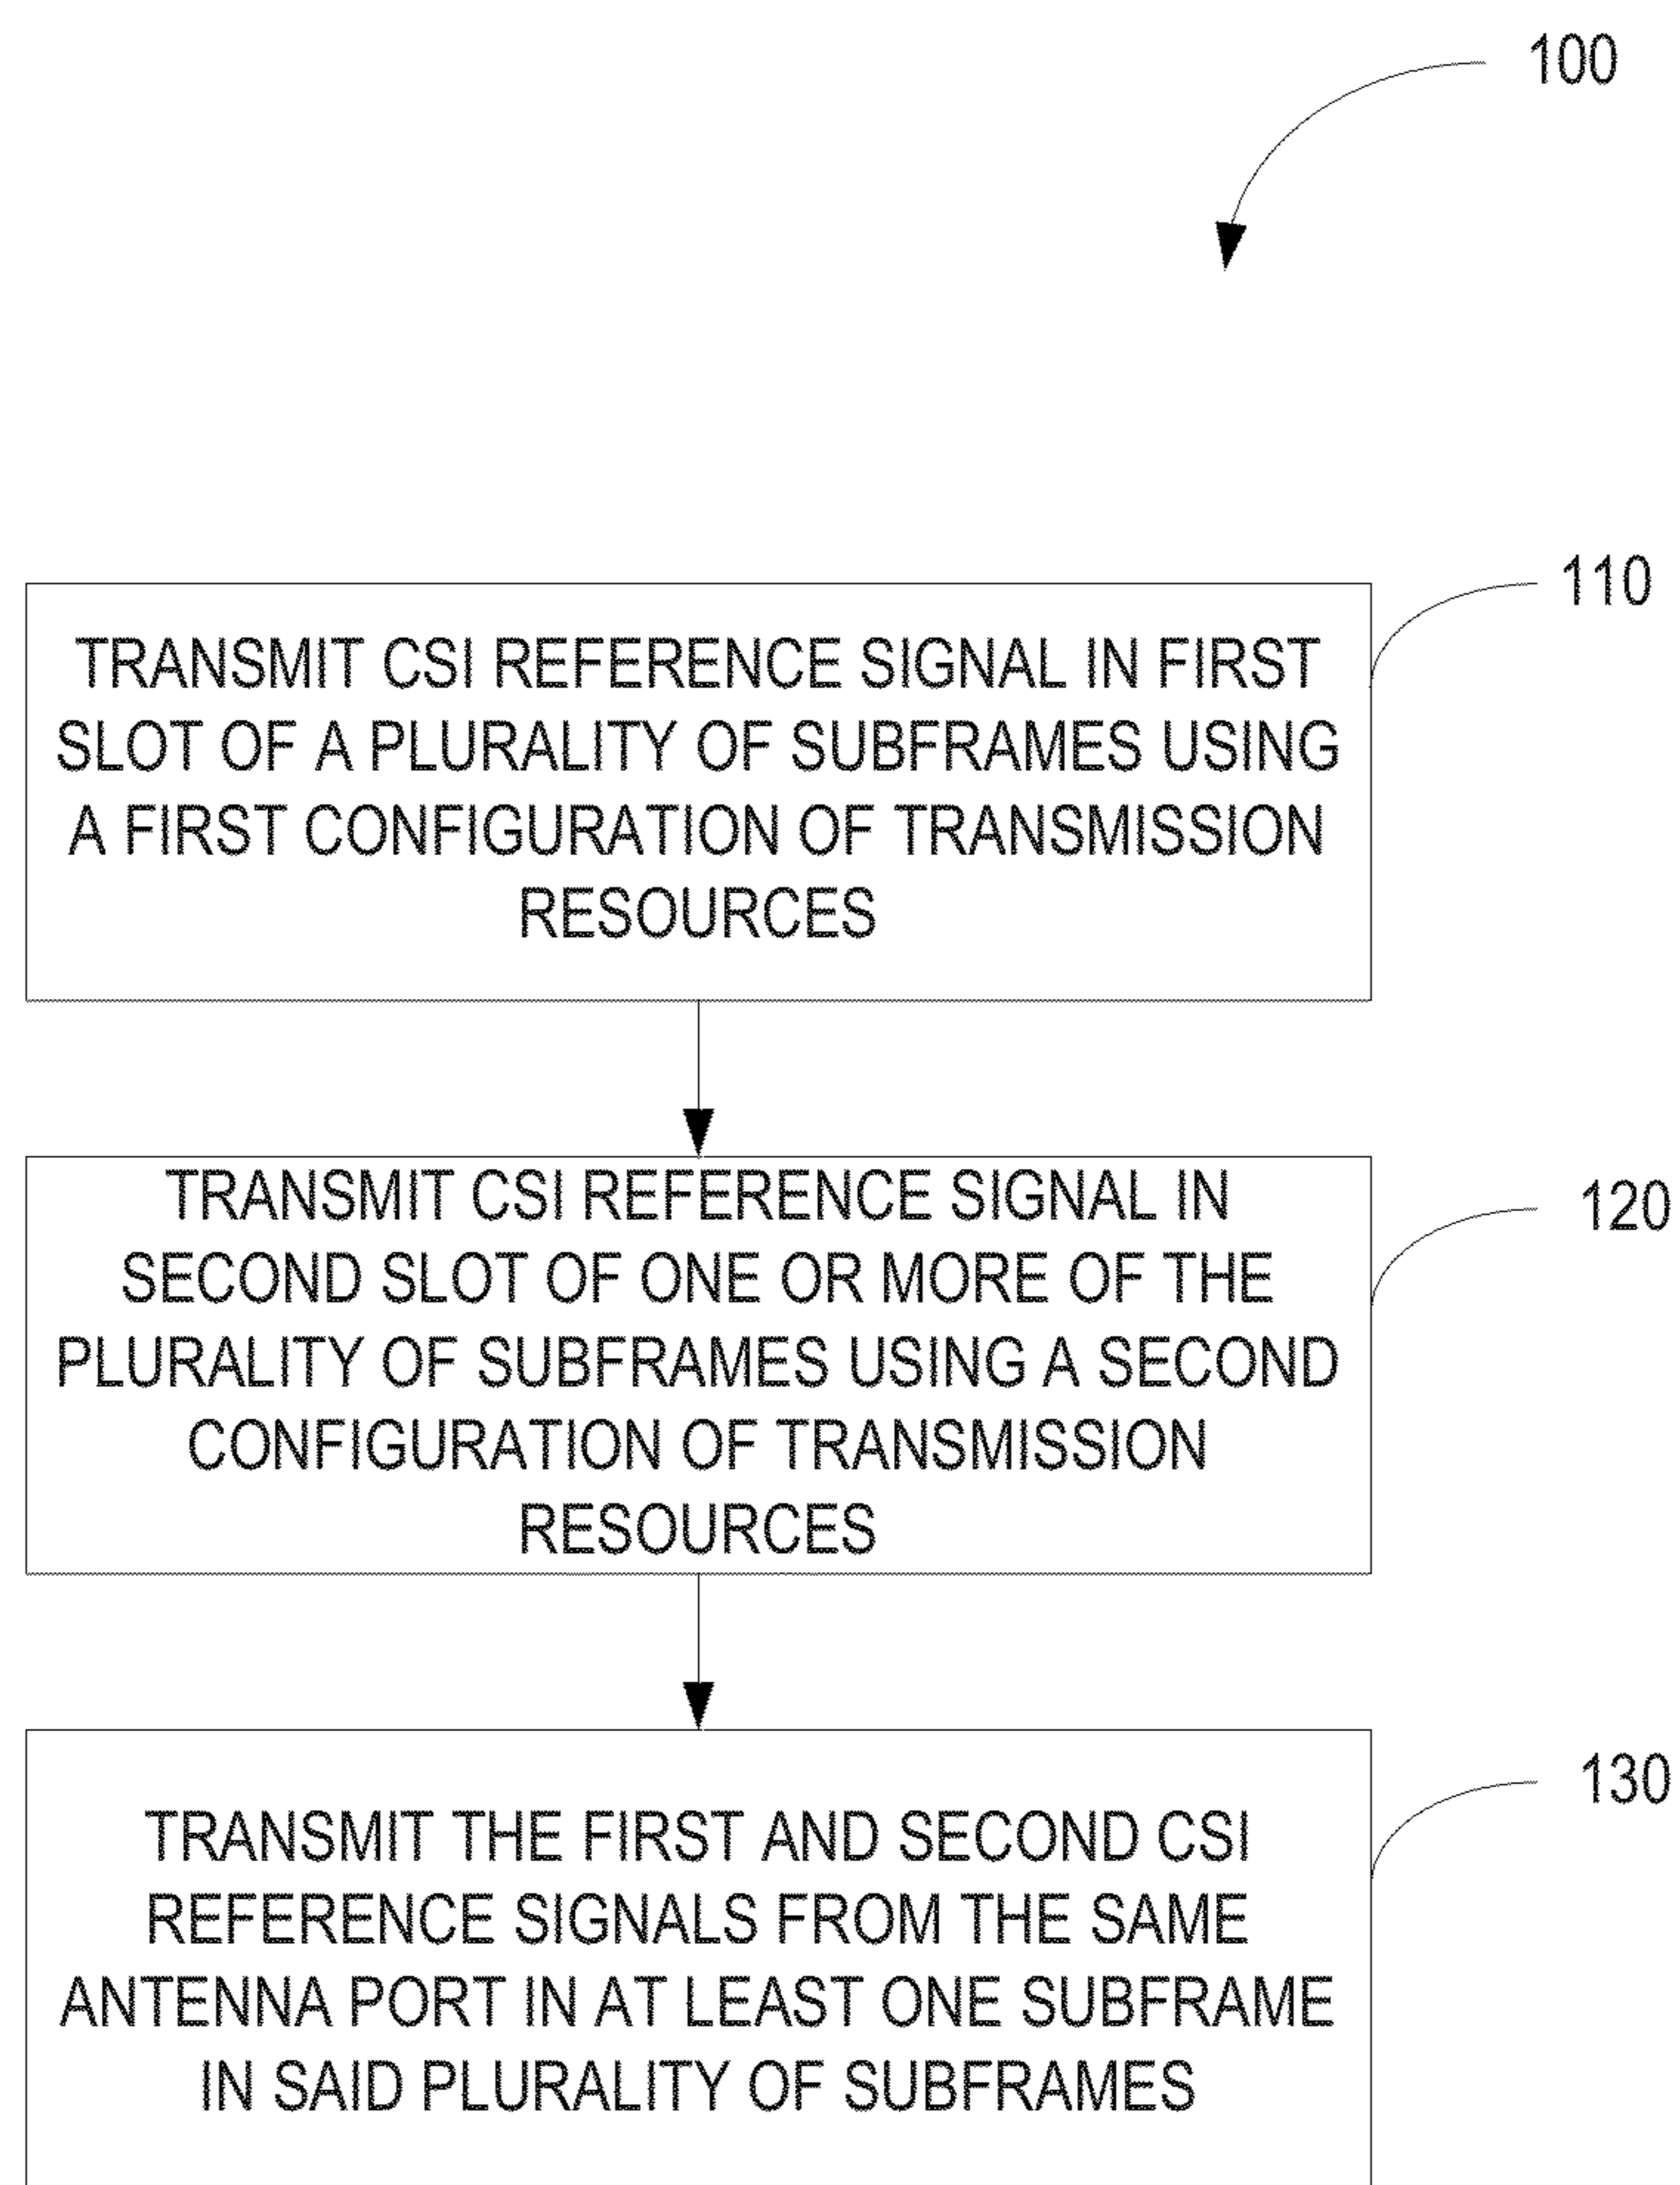 100
110
TRANSMIT CSI REFERENCE SIGNAL IN FIRST
SLOT OF A PLURALITY OF SUBFRAMES USING
A FIRST CONFIGURATION OF TRANSMISSION
RESOURCES
120
TRANSMIT CSI REFERENCE SIGNAL IN
SECOND SLOT OF ONE OR MORE OF THE
PLURALITY OF SUBFRAMES USING A SECOND
CONFIGURATION OF TRANSMISSION
RESOURCES
130
TRANSMIT THE FIRST AND SECOND CSI
REFERENCE SIGNALS FROM THE SAME
ANTENNA PORT IN AT LEAST ONE SUBFRAME
IN SAID PLURALITY OF SUBFRAMES